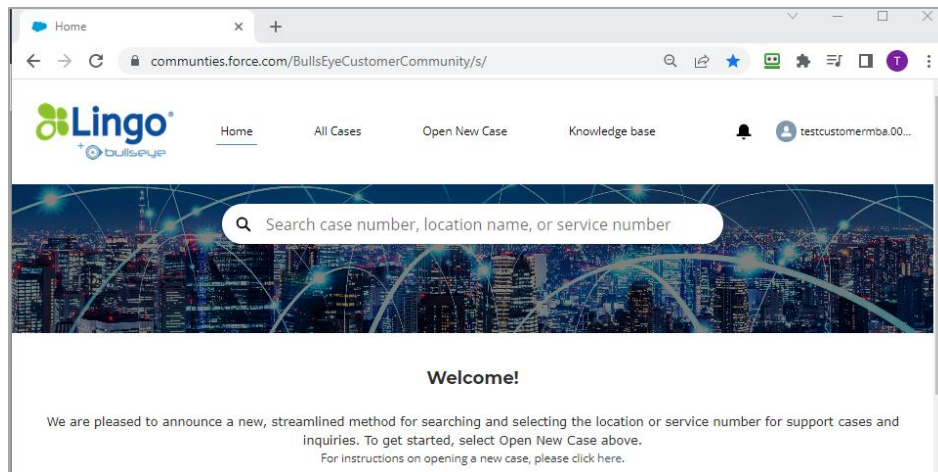 Home
communties.force.com/BullsEyeCustomerCommunity/s/
T
Lingo®
+ bullseye
Home
All Cases
Open New Case
Knowledge base
testcustomermba.00...
Search case number, location name, or service number
Welcome!
We are pleased to announce a new, streamlined method for searching and selecting the location or service number for support cases and
inquiries. To get started, select Open New Case above.
For instructions on opening a new case, please click here.